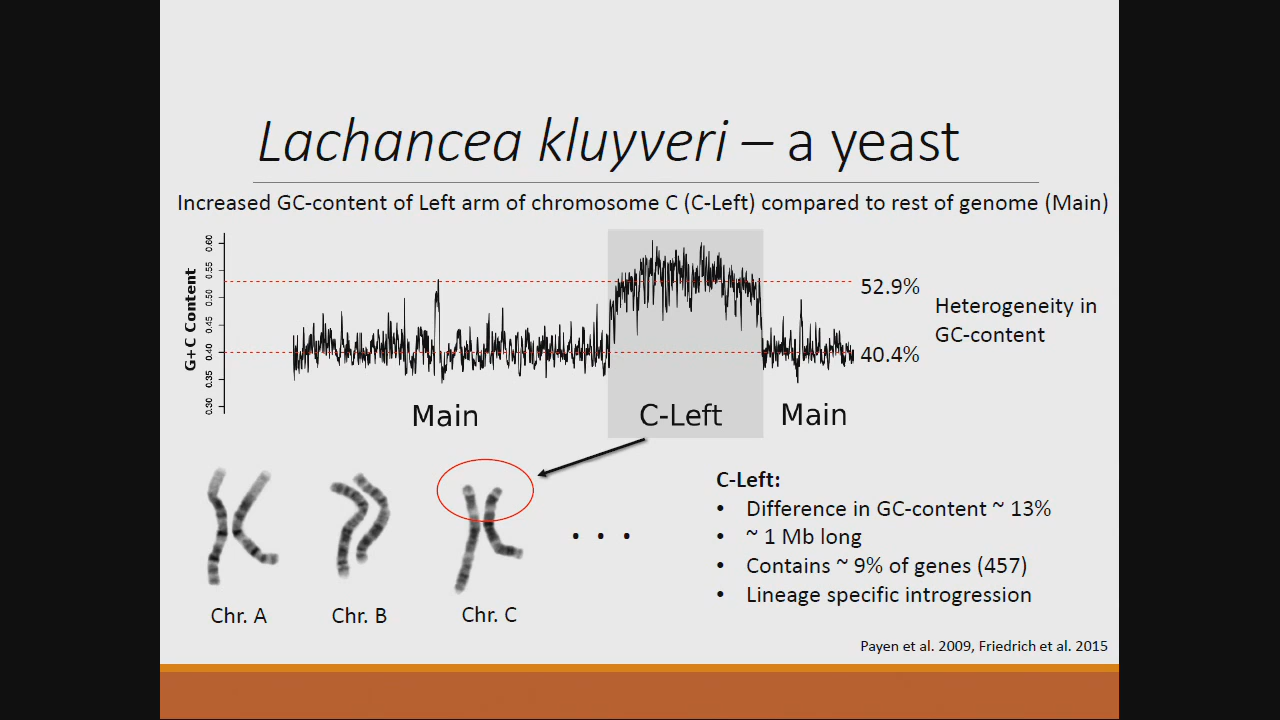 Lachancea kluyveri – a yeast
Increased GC-content of Left arm of chromosome C (C-Left) compared to rest of genome (Main)
G+C Content
0.60
0.55
0.50
0.45
0.40
0.35
0.30
52.9%
40.4%
Heterogeneity in
GC-content
Main
C-Left
Main
Chr. A
Chr. B
Chr. C
. . .
C-Left:
• Difference in GC-content ~ 13%
• ~ 1 Mb long
• Contains ~ 9% of genes (457)
• Lineage specific introgression
Payen et al. 2009, Friedrich et al. 2015